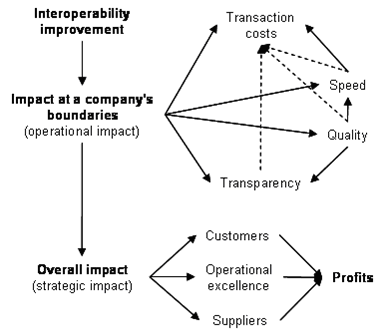 Interoperability
improvement
Transaction
costs
Impact at a company's
boundaries
(operational impact)
Speed
Quality
Transparency
Customers
Overall impact
(strategic impact)
Operational
excellence
Profits
Suppliers